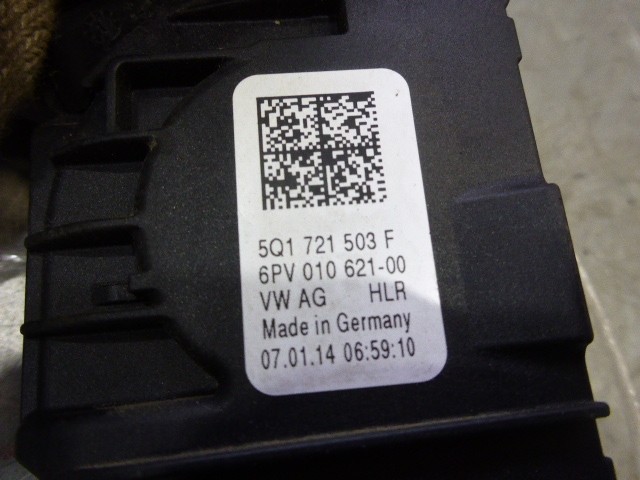 5Q1 721 503 F
6PV 010 621-00
VW AG HLR
Made in Germany
07.01.14 06:59:10